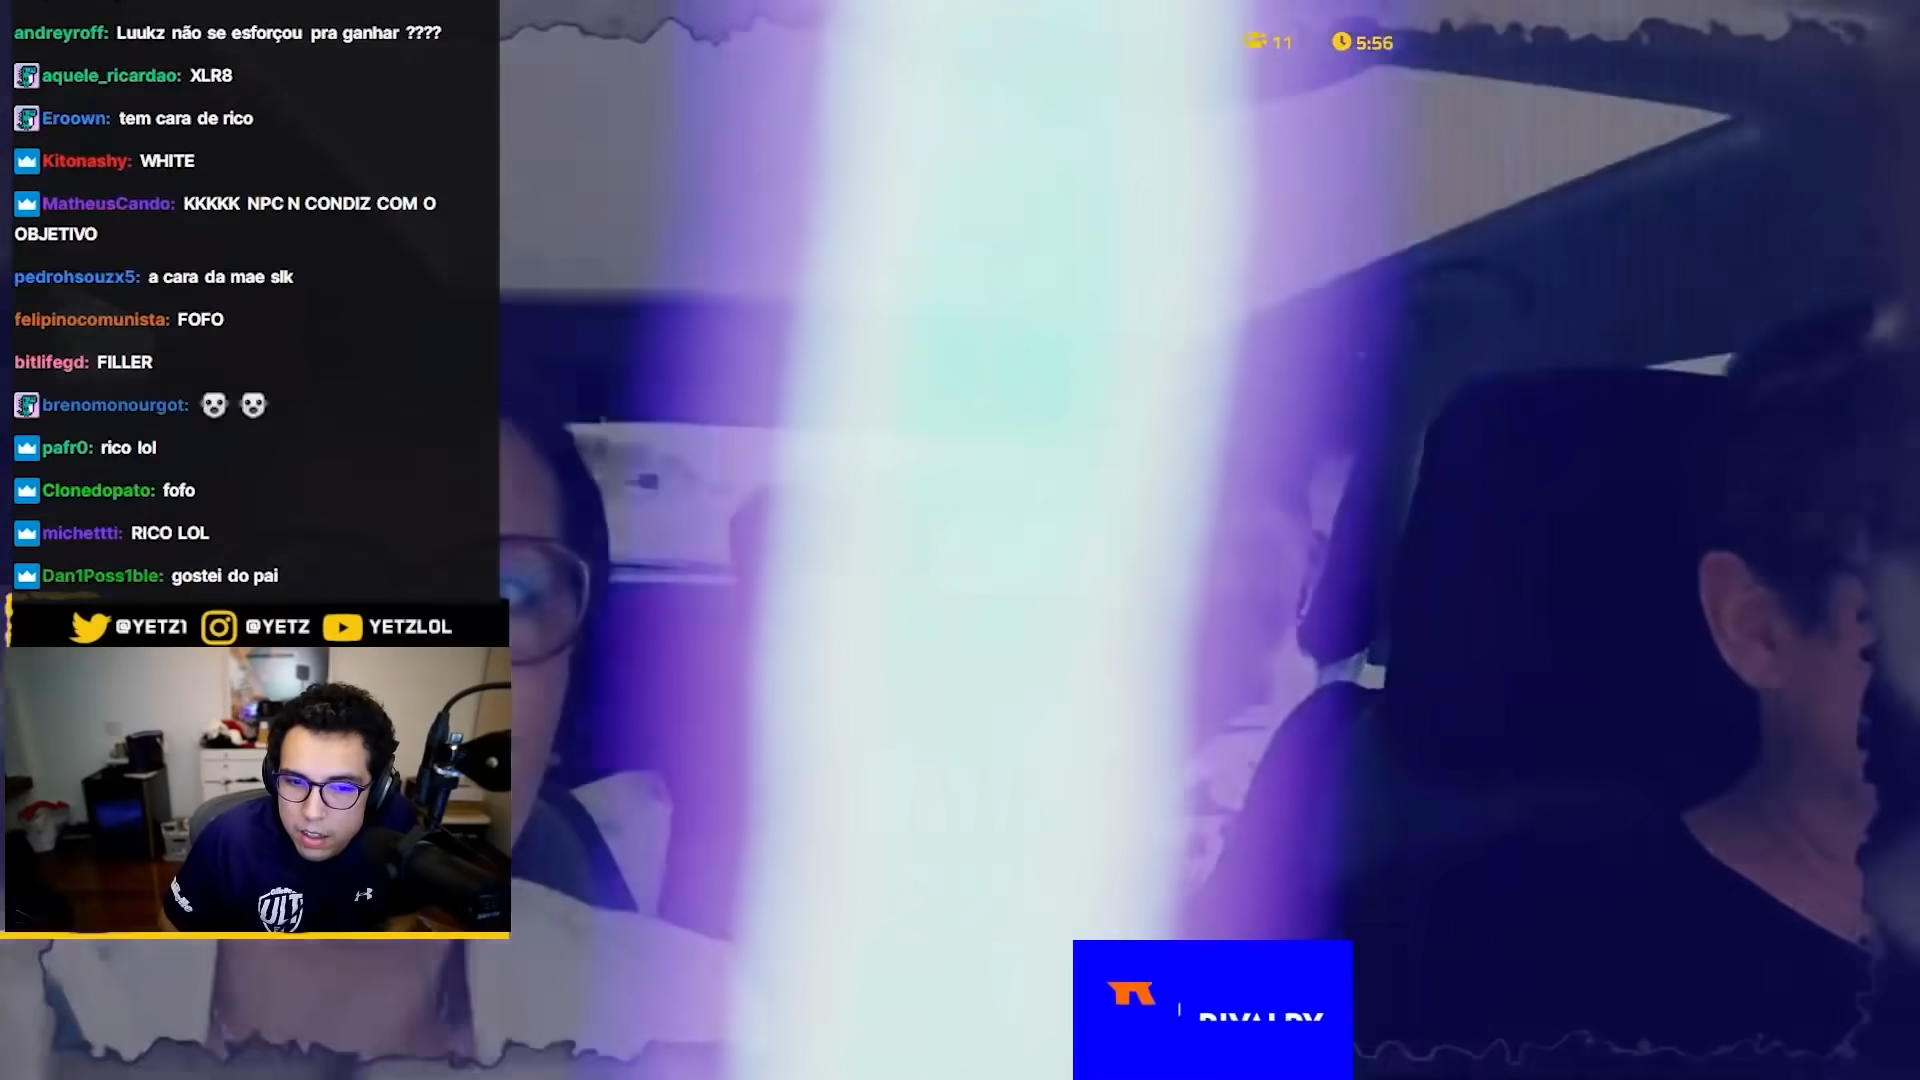 andreyroff: Luukz não se esforçou pra ganhar ????
aquele_ricardao: XLR8
Eroown: tem cara de rico
Kitonashy: WHITE
MatheusCando: KKKKK NPC N CONDIZ COM O
OBJETIVO
pedrohsouzx5: a cara da mae slk
felipinocomunista: FOFO
bitlifegd: FILLER
brenomonourgot:
pafr0: rico lol
Clonedopato: fofo
michettti: RICO LOL
Dan1Poss1ble: gostei do pai
@YETZ1 @YETZ YETZLOL
11 5:56
ULT
RIVALRY